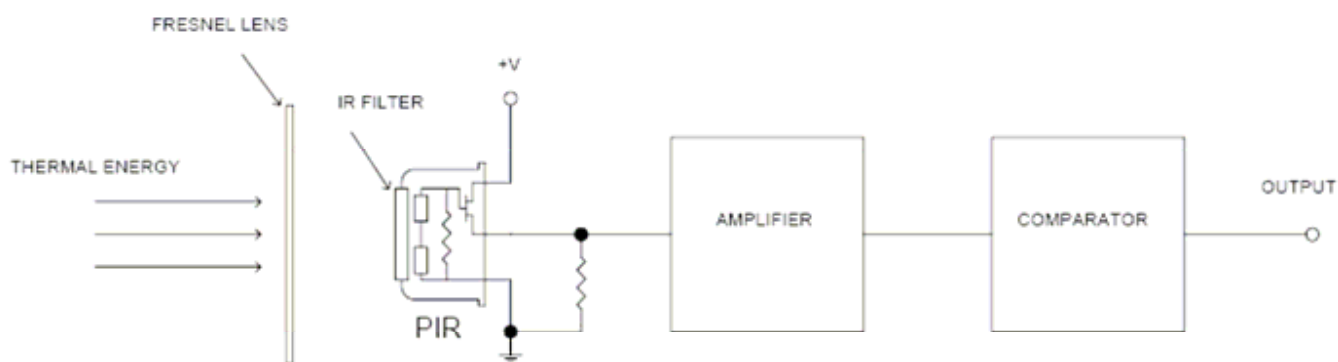 FRESNEL LENS
+V
IR FILTER
THERMAL ENERGY
OUTPUT
AMPLIFIER
COMPARATOR
PIR